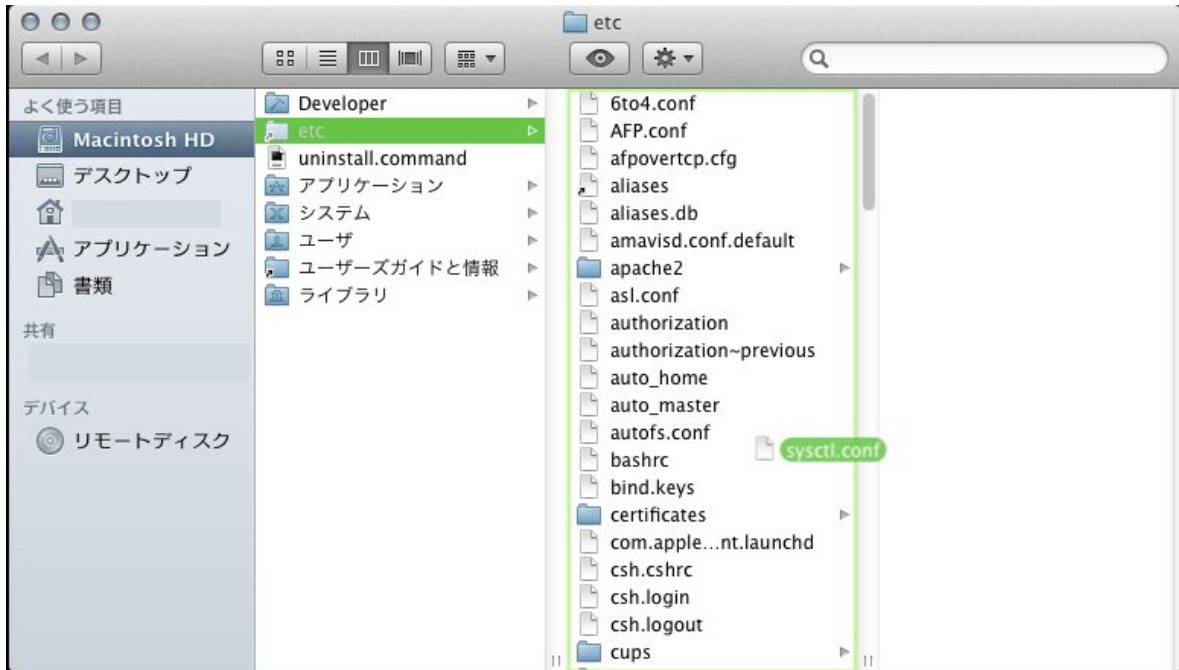 etc
よく使う項目
Macintosh HD
デスクトップ
アプリケーション
書類
共有
デバイス
リモートディスク
Developer
etc
uninstall.command
アプリケーション
システム
ユーザ
ユーザーズガイドと情報
ライブラリ
6to4.conf
AFP.conf
afpovertcp.cfg
aliases
aliases.db
amavisd.conf.default
apache2
asl.conf
authorization
authorization~previous
auto_home
auto_master
autofs.conf
sysctl.conf
bashrc
bind.keys
certificates
com.apple...nt.launchd
csh.cshrc
csh.login
csh.logout
cups